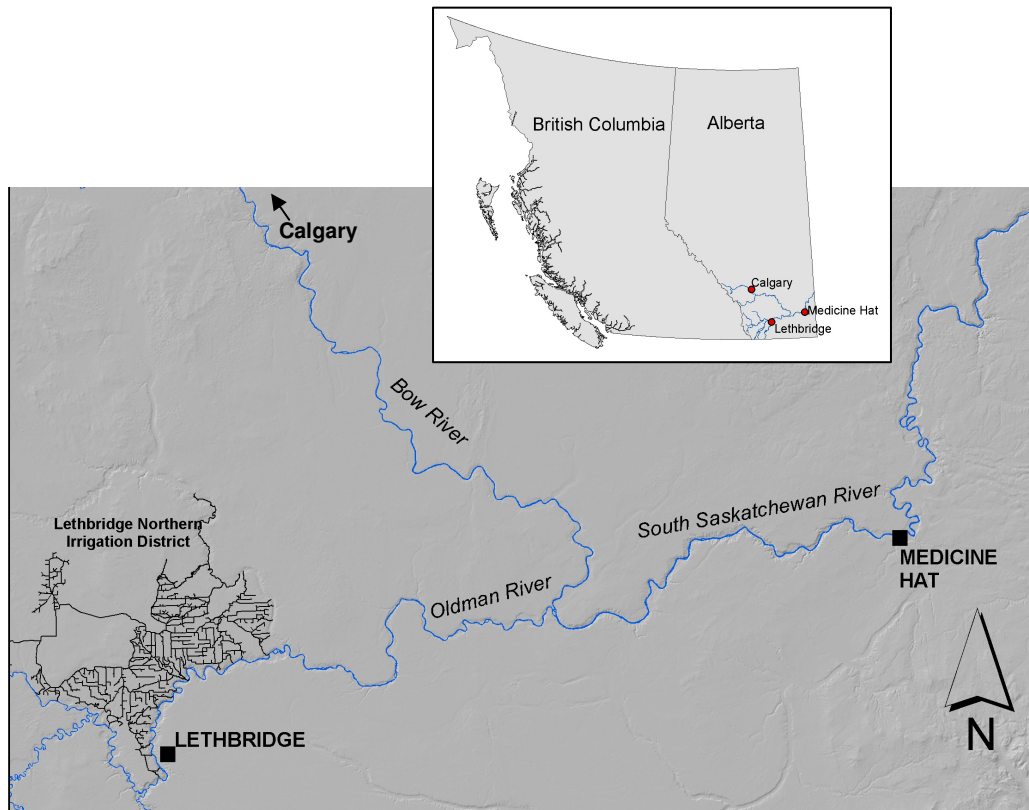 British Columbia
Alberta
Calgary
Medicine Hat
Lethbridge
Calgary
Bow River
South Saskatchewan River
Lethbridge Northern
Irrigation District
MEDICINE
HAT
Oldman River
LETHBRIDGE
N